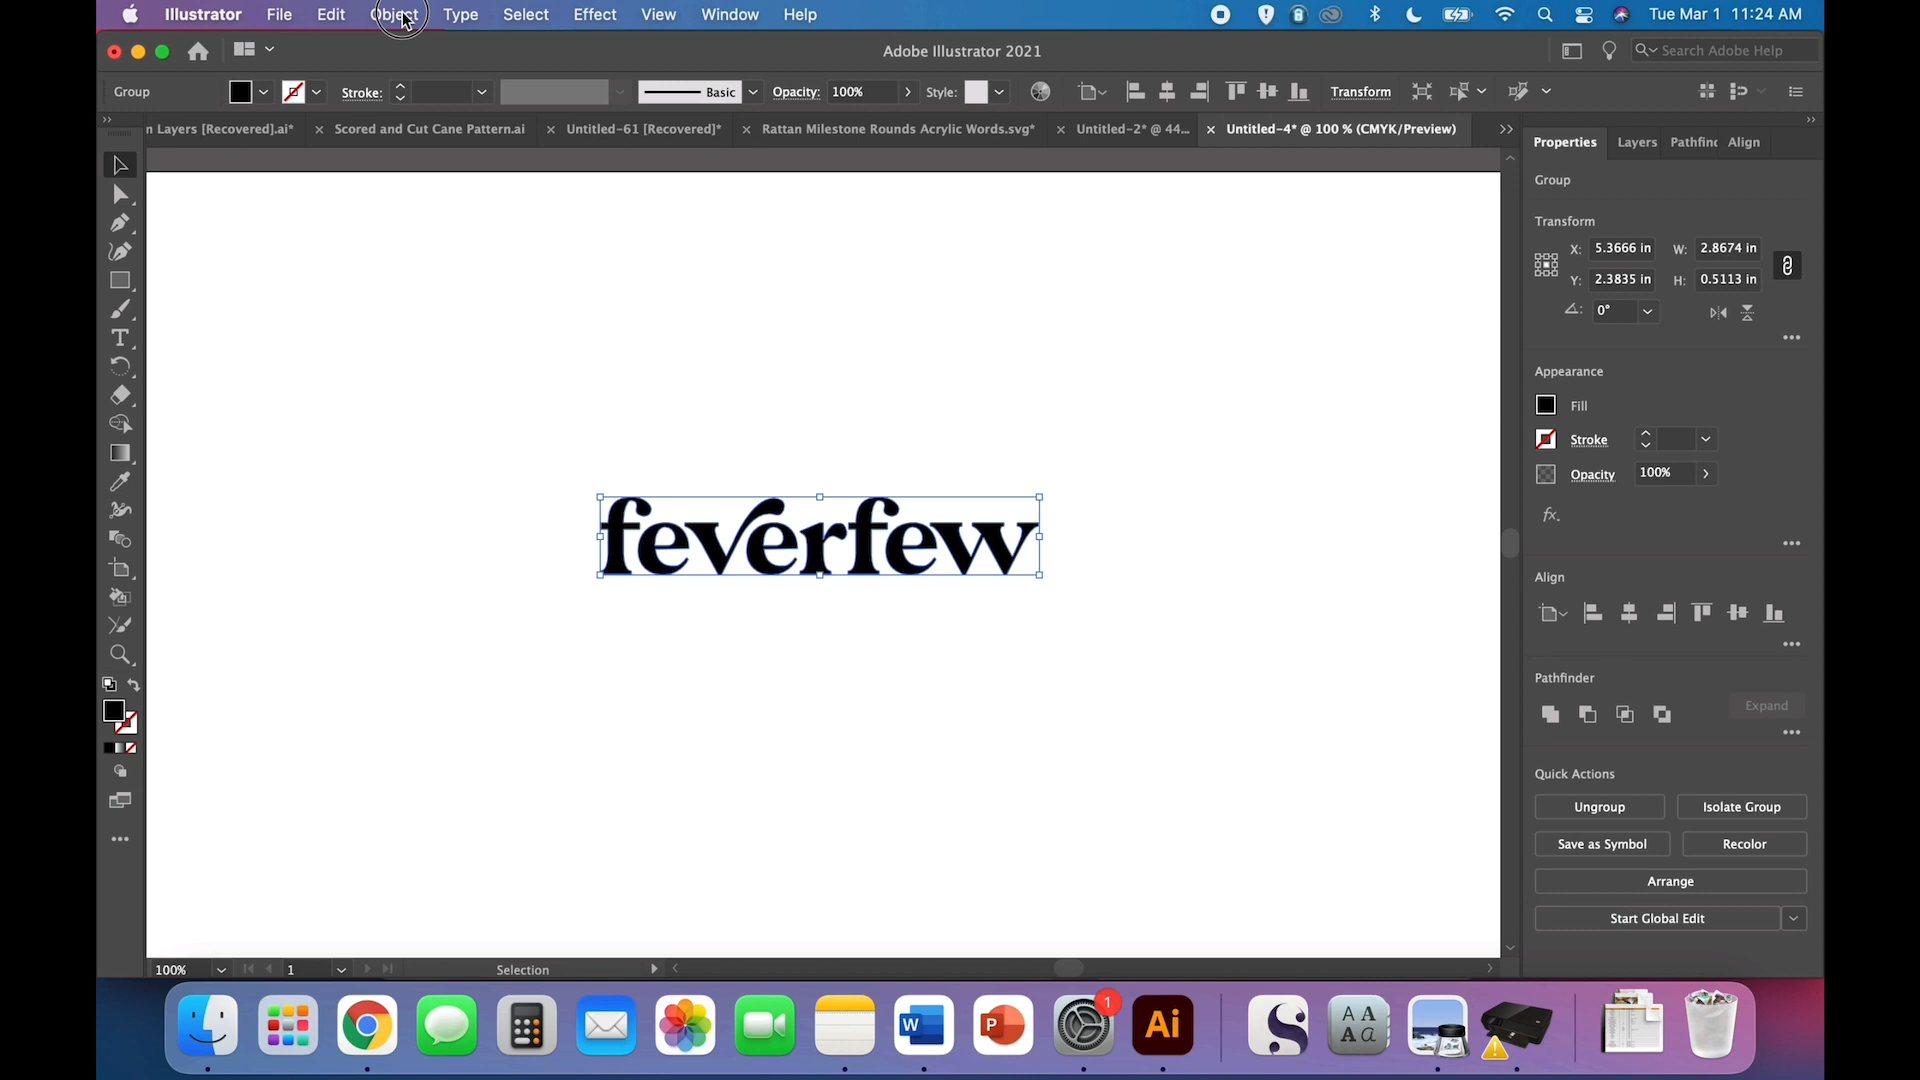 Illustrator File Edit Object Type Select Effect View Window Help Tue Mar 1 11:24 AM
Adobe Illustrator 2021 Search Adobe Help
Group Stroke: Basic Opacity: 100% Style: Transform
n Layers [Recovered].ai* × Scored and Cut Cane Pattern.ai × Untitled-61 [Recovered]* × Rattan Milestone Rounds Acrylic Words.svg* × Untitled-2* @ 44... × Untitled-4* @ 100 % (CMYK/Preview)
Properties Layers Pathfinc Align
Group
Transform
X: 5.3666 in W: 2.8674 in
Y: 2.3835 in H: 0.5113 in
0°
Appearance
Fill
Stroke
Opacity 100%
fx.
Align
Pathfinder
Expand
Quick Actions
Ungroup Isolate Group
Save as Symbol Recolor
Arrange
Start Global Edit
feverfew
100% 1 Selection
W P 1 Ai
A A
A a